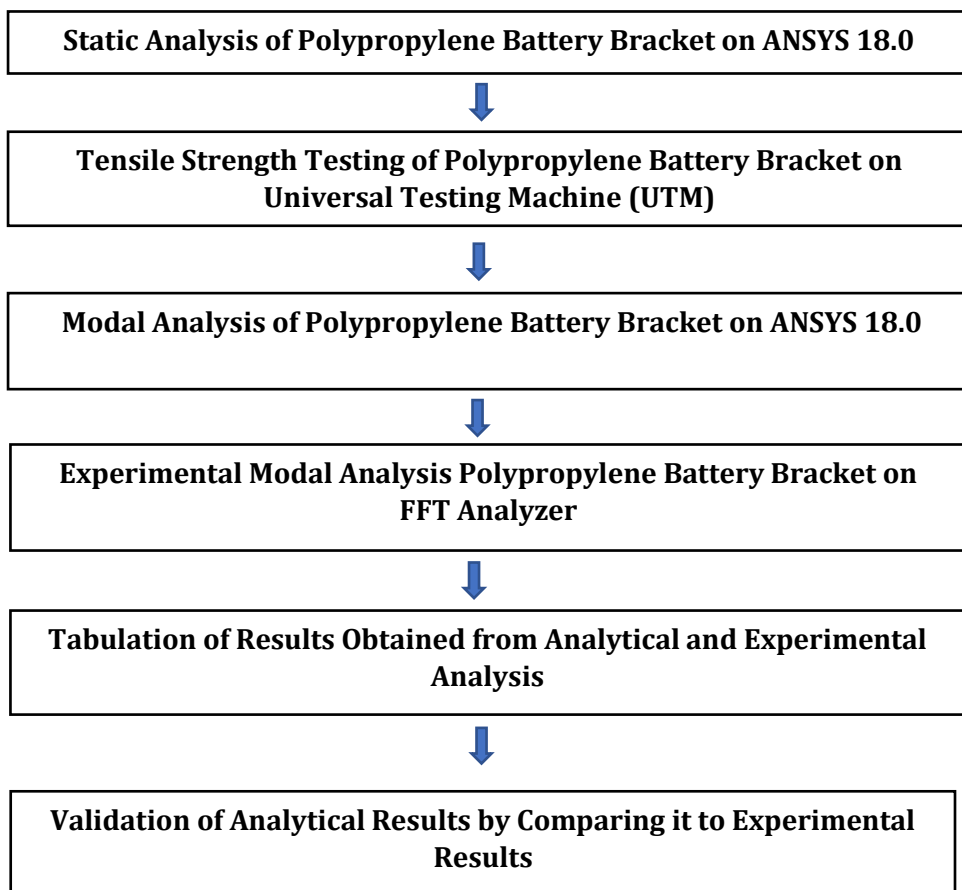 Static Analysis of Polypropylene Battery Bracket on ANSYS 18.0
Tensile Strength Testing of Polypropylene Battery Bracket on
Universal Testing Machine (UTM)
Modal Analysis of Polypropylene Battery Bracket on ANSYS 18.0
Experimental Modal Analysis Polypropylene Battery Bracket on
FFT Analyzer
Tabulation of Results Obtained from Analytical and Experimental
Analysis
Validation of Analytical Results by Comparing it to Experimental
Results